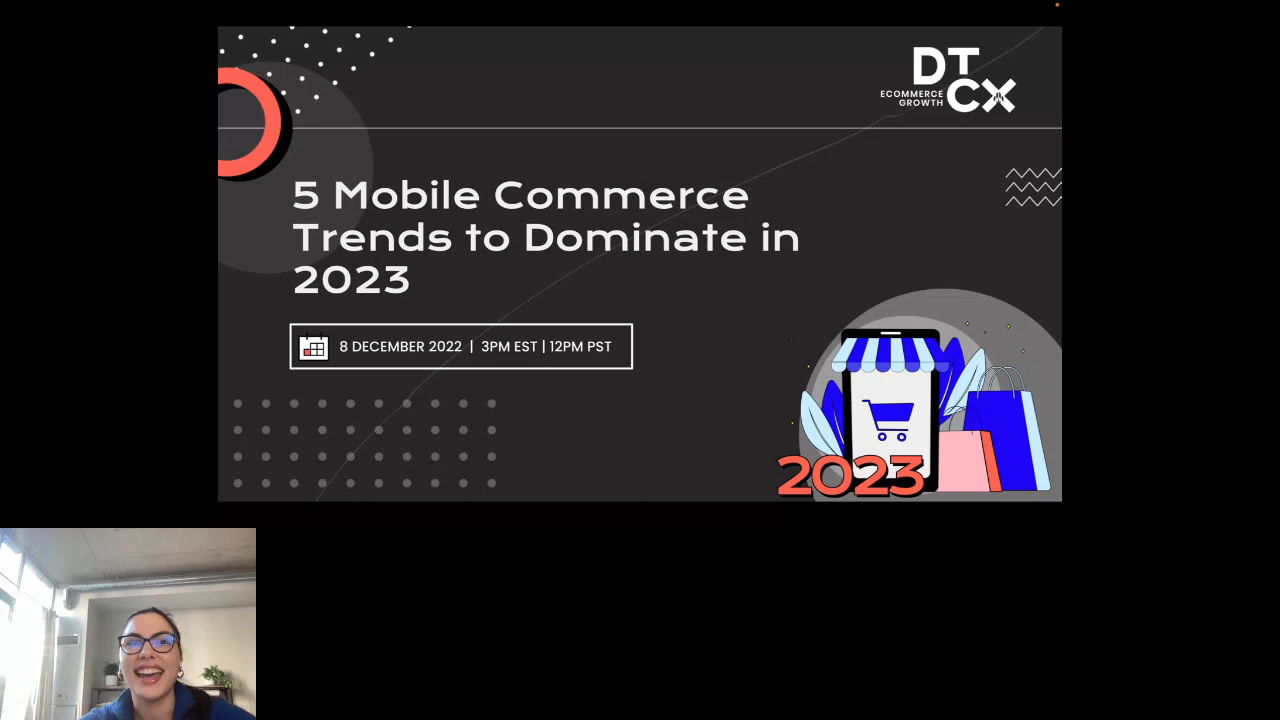 DT
ECOMMERCE
GROWTH
CX
5 Mobile Commerce
Trends to Dominate in
2023
8 DECEMBER 2022 | 3PM EST | 12PM PST
2023